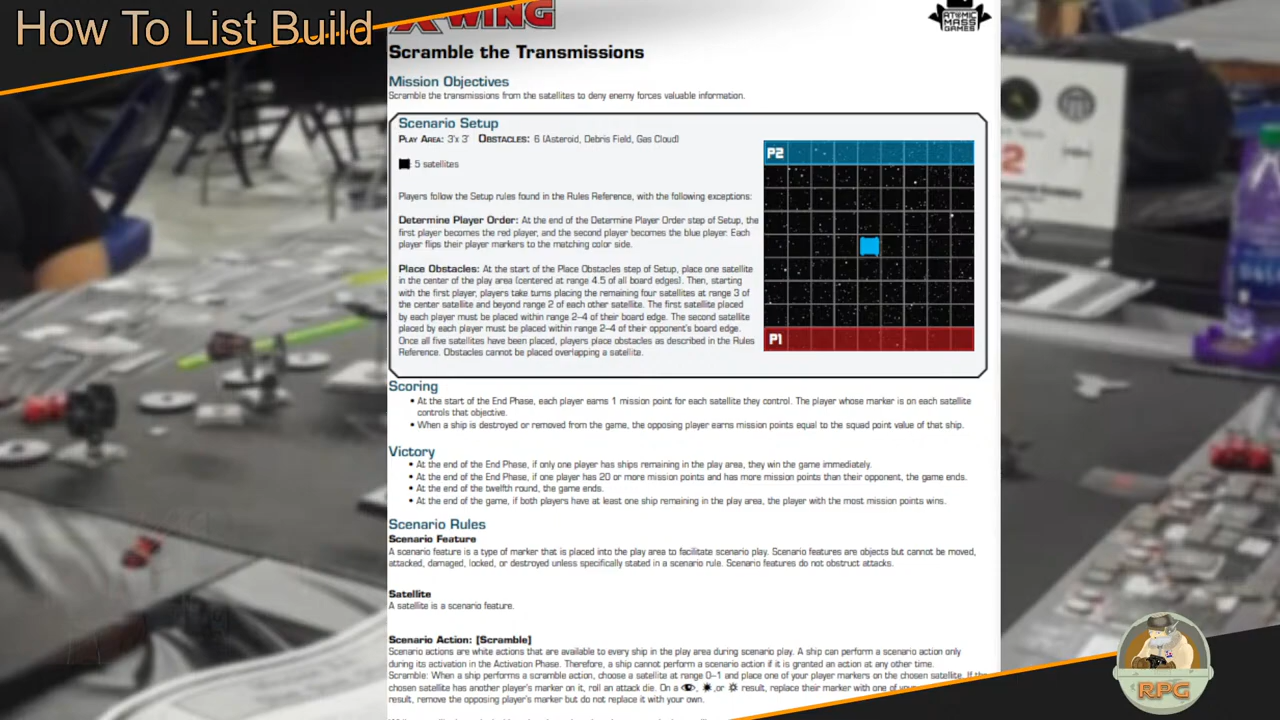 How To List Build
X-WING
ATOMIC
MASS
GAMES
Scramble the Transmissions
Mission Objectives
Scramble the transmissions from the satellites to deny enemy forces valuable information.
Scenario Setup
PLAY AREA: 3'x 3' OBSTACLES: 6 (Asteroid, Debris Field, Gas Cloud)
5 satellites
Players follow the Setup rules found in the Rules Reference, with the following exceptions:
Determine Player Order: At the end of the Determine Player Order step of Setup, the
first player becomes the red player, and the second player becomes the blue player. Each
player flips their player markers to the matching color side.
Place Obstacles: At the start of the Place Obstacles step of Setup, place one satellite
in the center of the play area (centered at range 4.5 of all board edges). Then, starting
with the first player, players take turns placing the remaining four satellites at range 3 of
the center satellite and beyond range 2 of each other satellite. The first satellite placed
by each player must be placed within range 2–4 of their board edge. The second satellite
placed by each player must be placed within range 2–4 of their opponent's board edge.
Once all five satellites have been placed, players place obstacles as described in the Rules
Reference. Obstacles cannot be placed overlapping a satellite.
P2
P1
Scoring
• At the start of the End Phase, each player earns 1 mission point for each satellite they control. The player whose marker is on each satellite
controls that objective.
• When a ship is destroyed or removed from the game, the opposing player earns mission points equal to the squad point value of that ship.
Victory
• At the end of the End Phase, if only one player has ships remaining in the play area, they win the game immediately.
• At the end of the End Phase, if one player has 20 or more mission points and has more mission points than their opponent, the game ends.
• At the end of the twelfth round, the game ends.
• At the end of the game, if both players have at least one ship remaining in the play area, the player with the most mission points wins.
Scenario Rules
Scenario Feature
A scenario feature is a type of marker that is placed into the play area to facilitate scenario play. Scenario features are objects but cannot be moved,
attacked, damaged, locked, or destroyed unless specifically stated in a scenario rule. Scenario features do not obstruct attacks.
Satellite
A satellite is a scenario feature.
Scenario Action: [Scramble]
Scenario actions are white actions that are available to every ship in the play area during scenario play. A ship can perform a scenario action only
during its activation in the Activation Phase. Therefore, a ship cannot perform a scenario action if it is granted an action at any other time.
Scramble: When a ship performs a scramble action, choose a satellite at range 0–1 and place one of your player markers on the chosen satellite. If the
chosen satellite has another player's marker on it, roll an attack die. On a , , or result, replace their marker with one of
result, remove the opposing player's marker but do not replace it with your own.
RPG